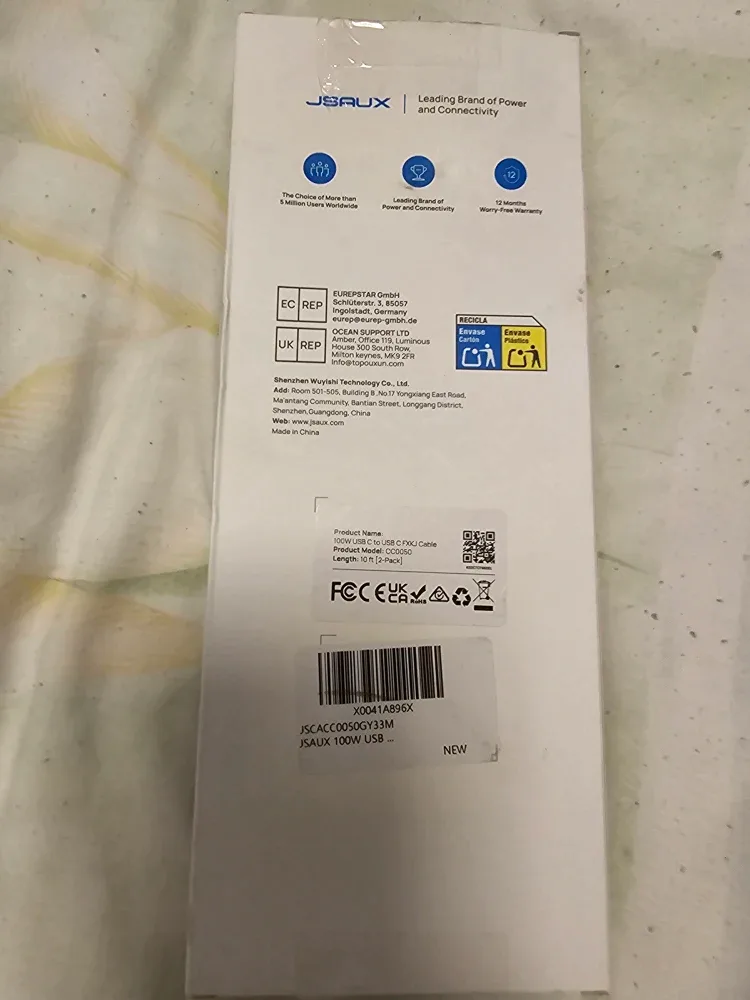 JSAUX
Leading Brand of Power
and Connectivity
The Choice of More than
5 Million Users Worldwide
Leading Brand of
Power and Connectivity
12
12 Months
Worry-Free Warranty
EC REP
EUREPSTAR GmbH
Schlüterstr, 3, 85057
Ingolstadt, Germany
eurep@eurep-gmbh.de
UK REP
OCEAN SUPPORT LTD
Amber, Office 119, Luminous
House 300 South Row,
Milton keynes, MK9 2FR
Info@topouxun.com
RECICLA
Envase
Cartón
Envase
Plástico
Shenzhen Wuyishi Technology Co., Ltd.
Add: Room 501-505, Building B ,No.17 Yongxiang East Road,
Ma'antang Community, Bantian Street, Longgang District,
Shenzhen,Guangdong, China
Web: www.jsaux.com
Made in China
Product Name:
100W USB C to USB C FXKJ Cable
Product Model: CC0050
Length: 10 ft [2-Pack]
FCC CE UK
CA RoHS
X0041A896X
JSCACC0050GY33M
JSAUX 100W USB ...
NEW